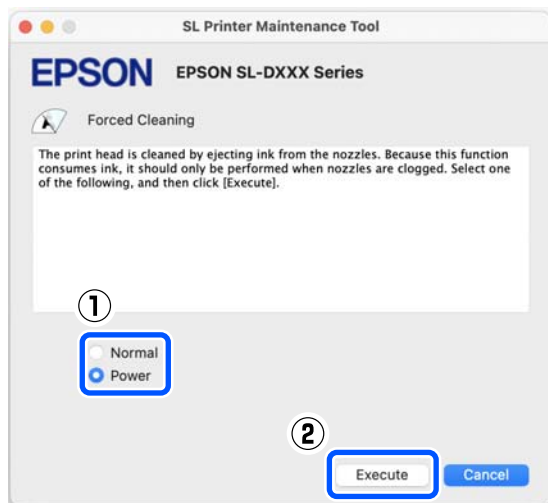 SL Printer Maintenance Tool
EPSON EPSON SL-DXXX Series
Forced Cleaning
The print head is cleaned by ejecting ink from the nozzles. Because this function
consumes ink, it should only be performed when nozzles are clogged. Select one
of the following, and then click [Execute].
①
Normal
Power
②
Execute Cancel